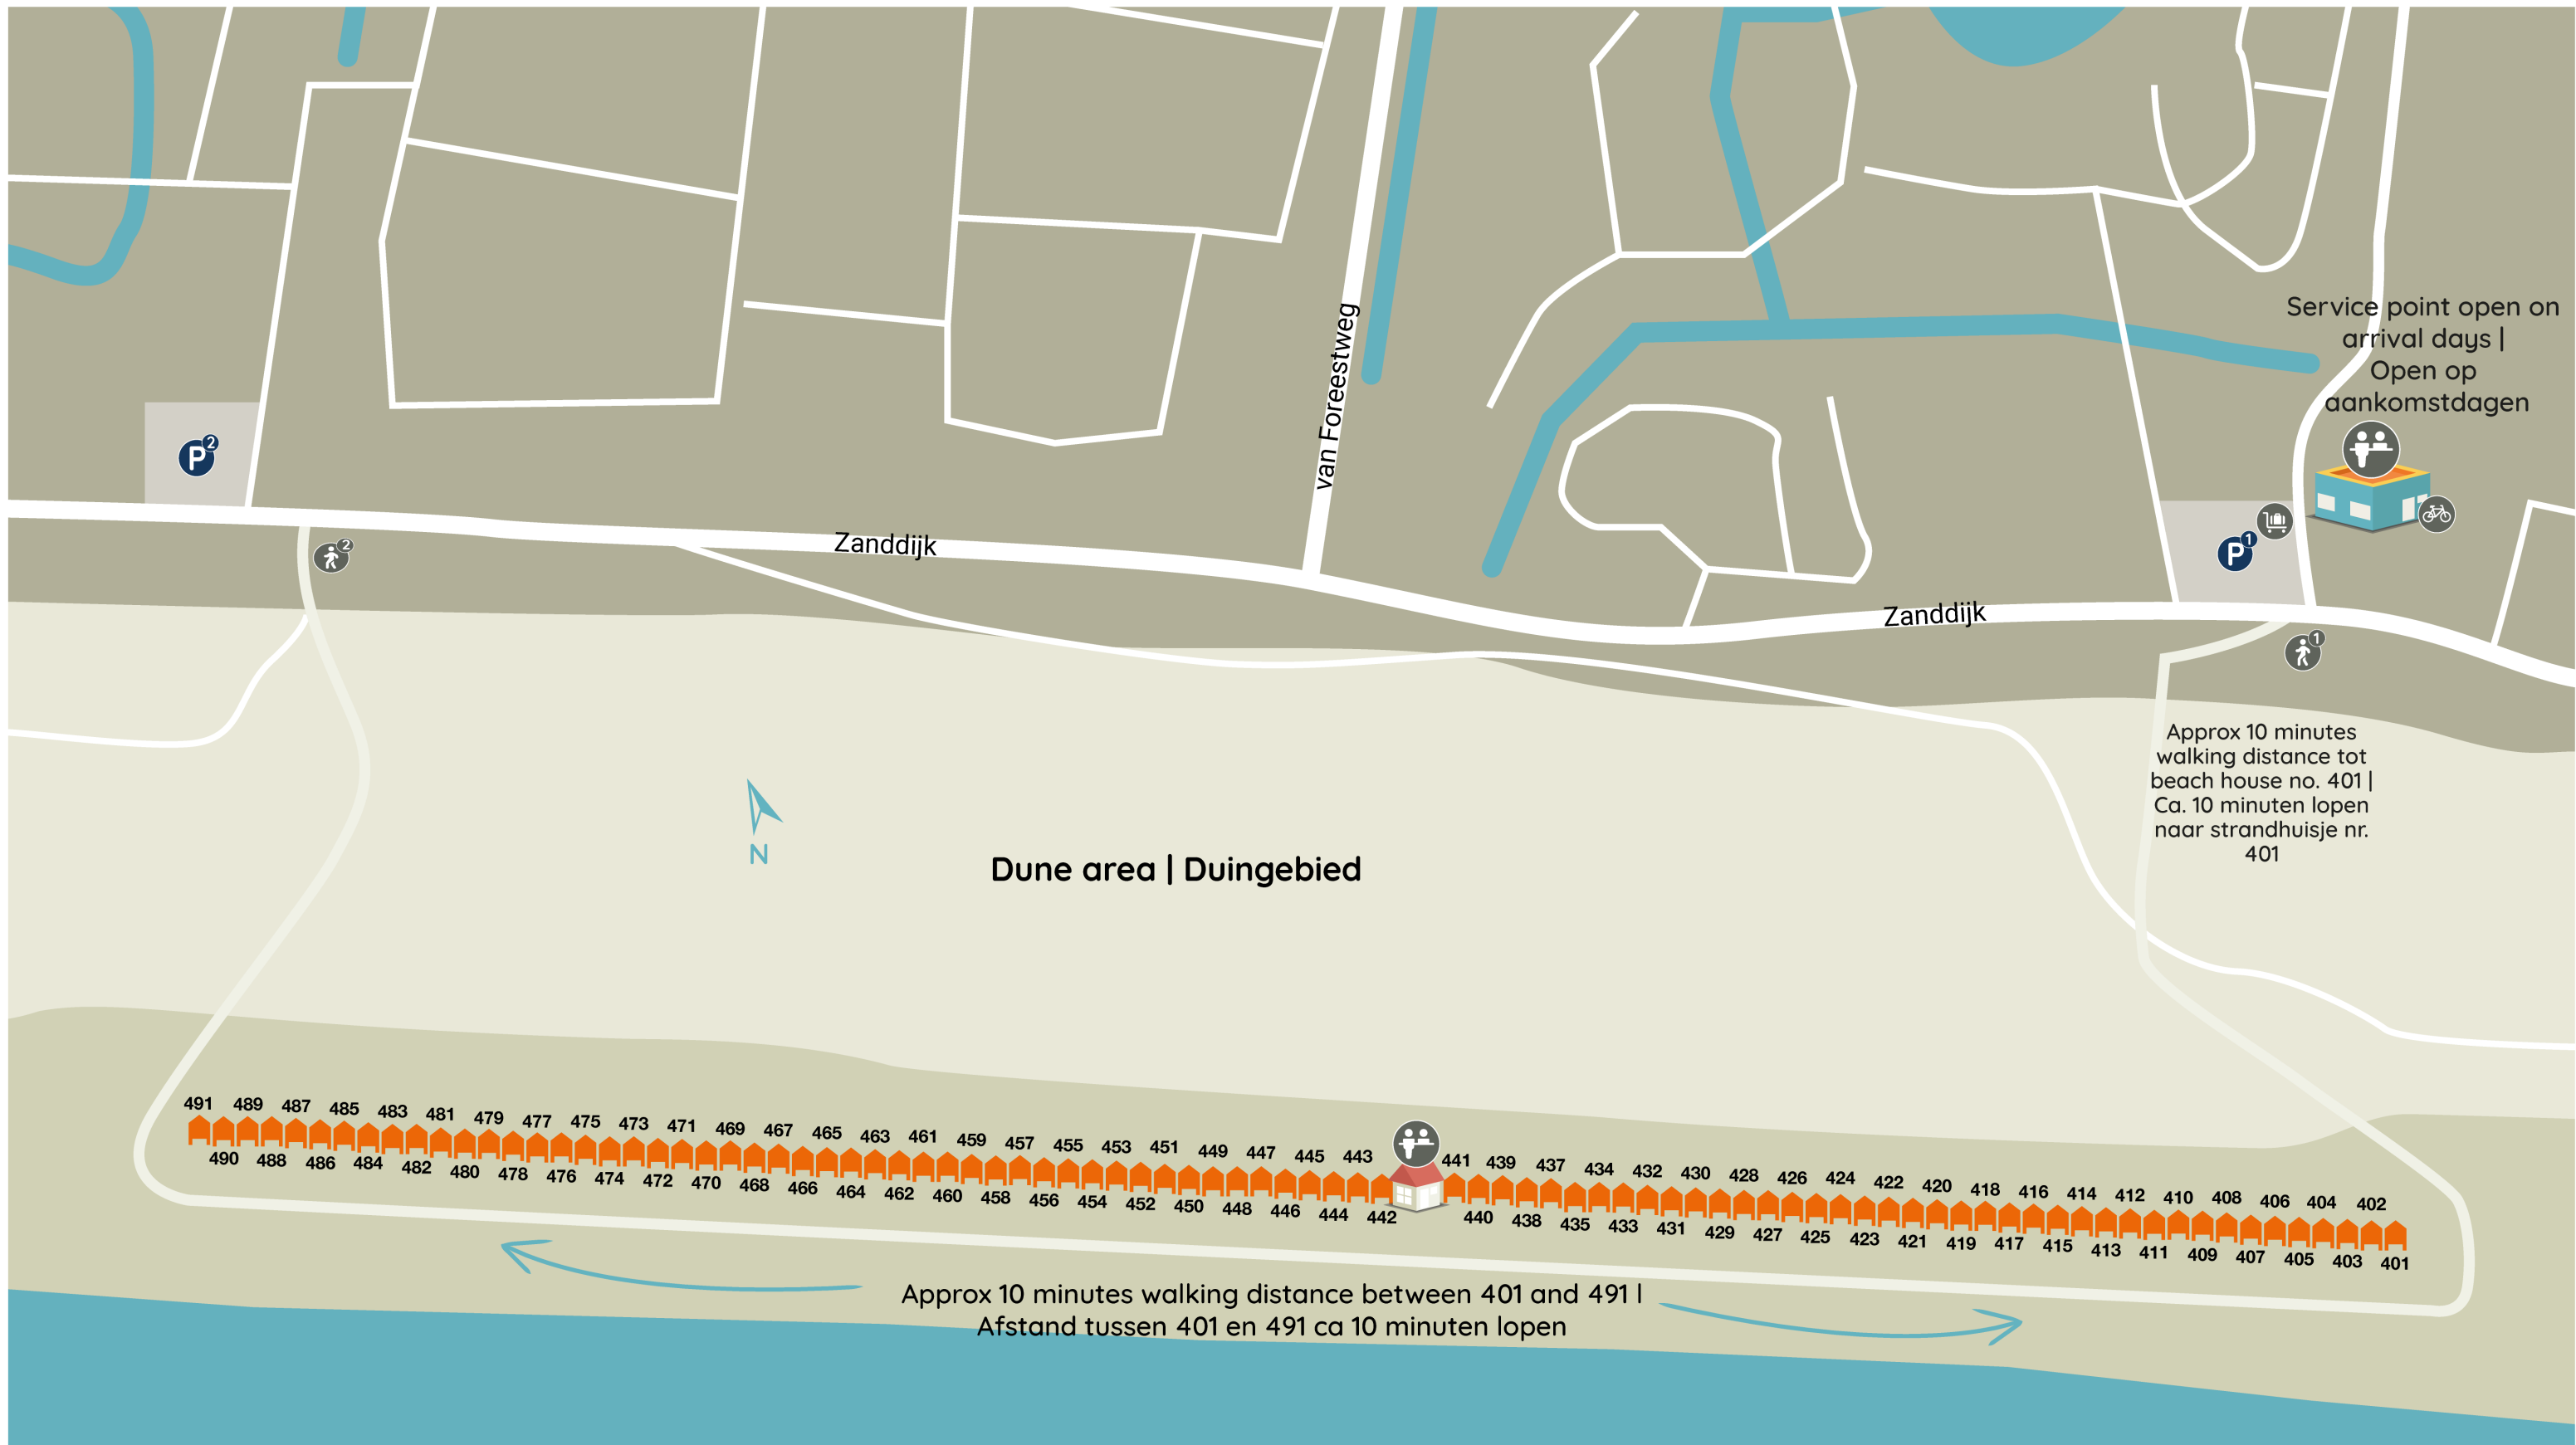 Service point open on
arrival days |
Open op
aankomstdagen
van Foreestweg
P 2
2
Zanddijk
P 1
Zanddijk
1
Approx 10 minutes
walking distance tot
beach house no. 401 |
Ca. 10 minuten lopen
naar strandhuisje nr.
401
N
Dune area | Duingebied
491 489 487 485 483 481 479 477 475 473 471 469 467 465 463 461 459 457 455 453 451 449 447 445 443 441 439 437 434 432 430 428 426 424 422 420 418 416 414 412 410 408 406 404 402
490 488 486 484 482 480 478 476 474 472 470 468 466 464 462 460 458 456 454 452 450 448 446 444 442 440 438 435 433 431 429 427 425 423 421 419 417 415 413 411 409 407 405 403 401
Approx 10 minutes walking distance between 401 and 491 |
Afstand tussen 401 en 491 ca 10 minuten lopen